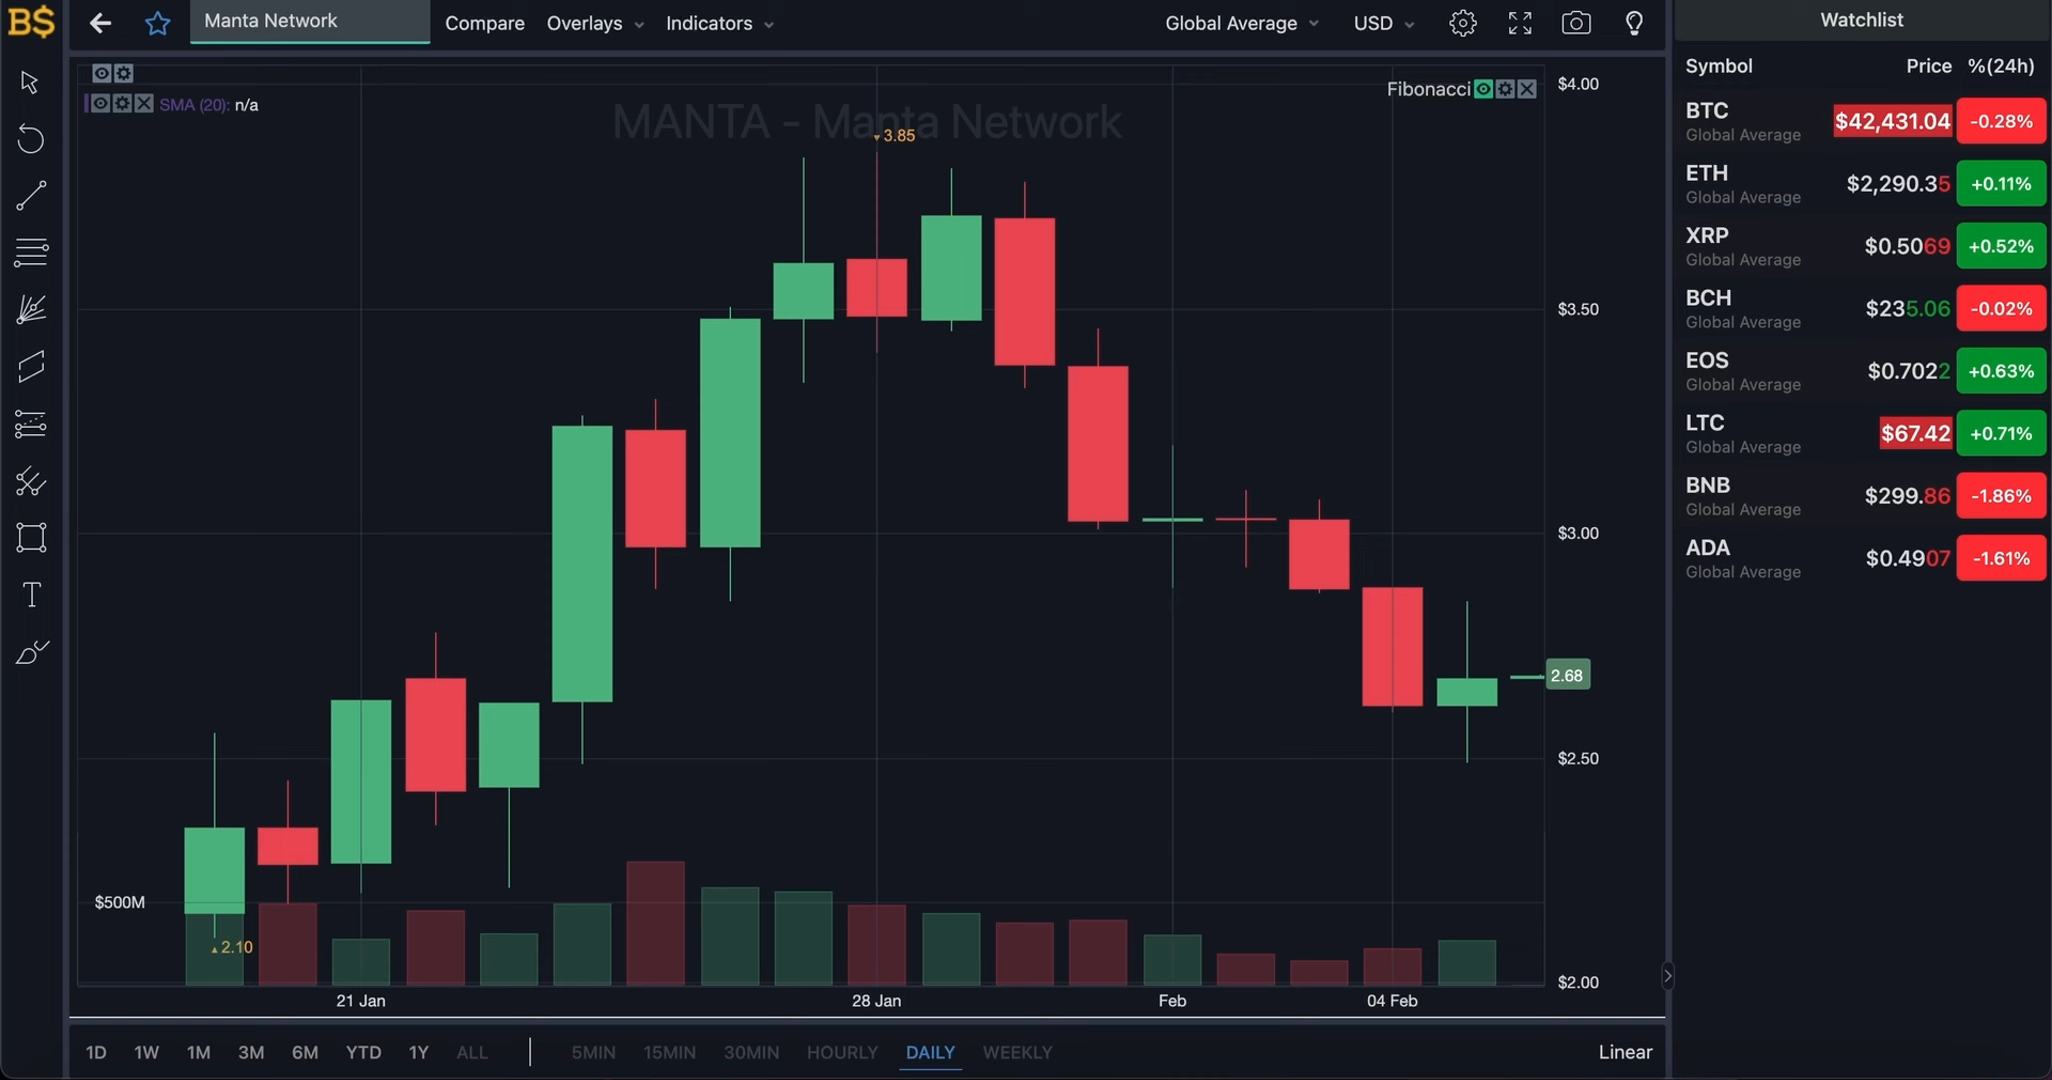 B$
Manta Network Compare Overlays Indicators Global Average USD
SMA (20): n/a
Fibonacci
MANTA - Manta Network
3.85
$4.00
$3.50
$3.00
2.68
$2.50
$500M
2.10
$2.00
21 Jan 28 Jan Feb 04 Feb
1D 1W 1M 3M 6M YTD 1Y ALL 5MIN 15MIN 30MIN HOURLY DAILY WEEKLY Linear
Watchlist
Symbol Price %(24h)
BTC $42,431.04 -0.28%
Global Average
ETH $2,290.35 +0.11%
Global Average
XRP $0.5069 +0.52%
Global Average
BCH $235.06 -0.02%
Global Average
EOS $0.7022 +0.63%
Global Average
LTC $67.42 +0.71%
Global Average
BNB $299.86 -1.86%
Global Average
ADA $0.4907 -1.61%
Global Average